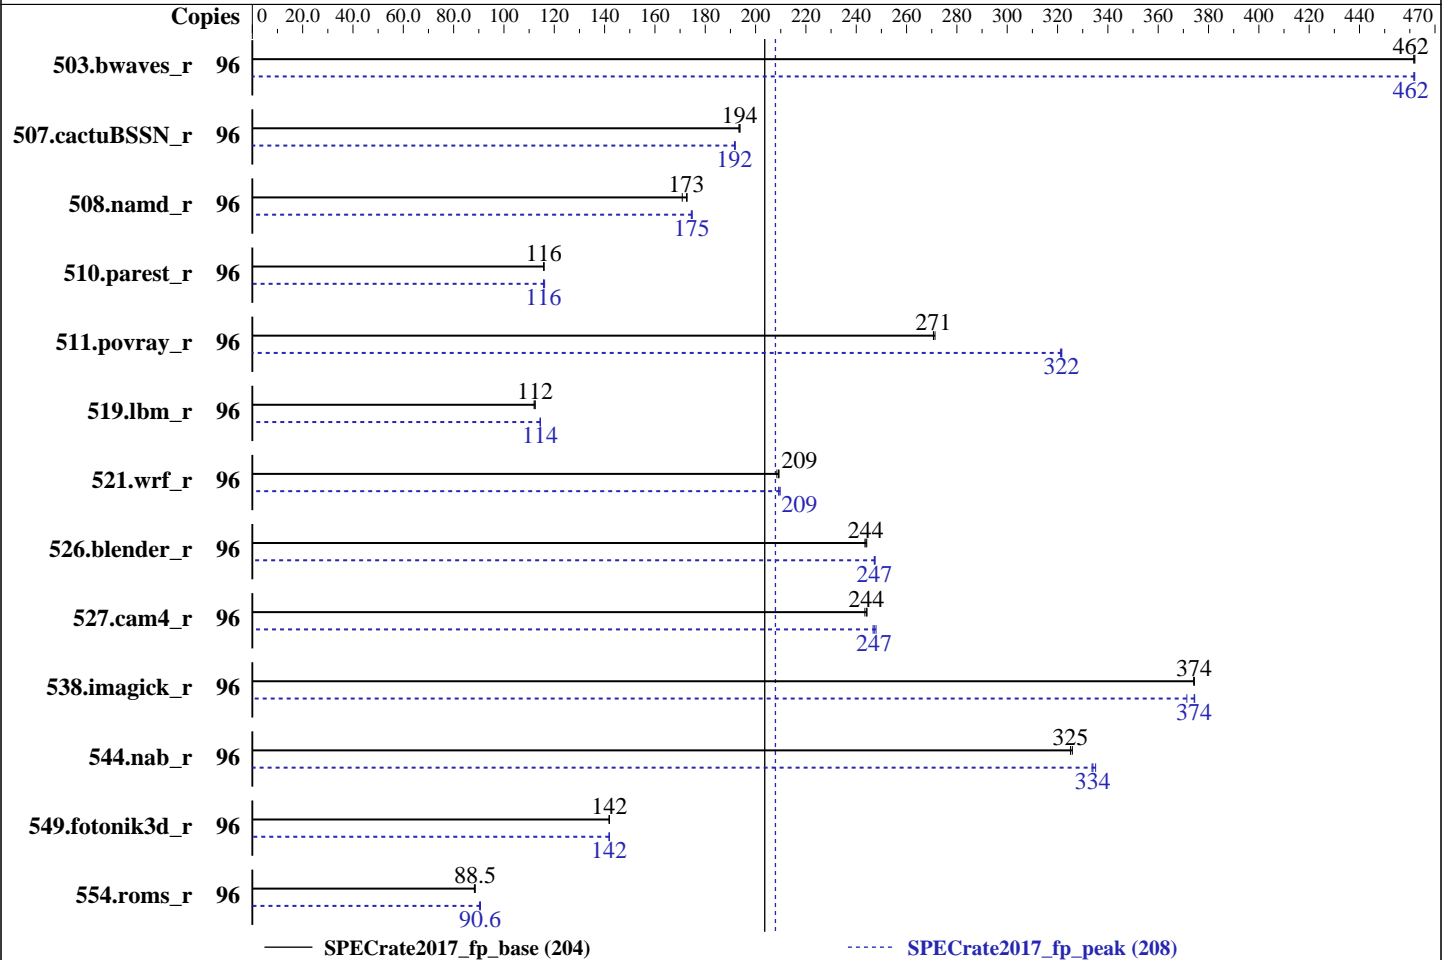 Copies 0 20.0 40.0 60.0 80.0 100 120 140 160 180 200 220 240 260 280 300 320 340 360 380 400 420 440 470
503.bwaves_r 96 462
462
507.cactuBSSN_r 96 194
192
508.namd_r 96 173
175
510.parest_r 96 116
116
511.povray_r 96 271
322
519.lbm_r 96 112
114
521.wrf_r 96 209
209
526.blender_r 96 244
247
527.cam4_r 96 244
247
538.imagick_r 96 374
374
544.nab_r 96 325
334
549.fotonik3d_r 96 142
142
554.roms_r 96 88.5
90.6
SPECrate2017_fp_base (204) SPECrate2017_fp_peak (208)